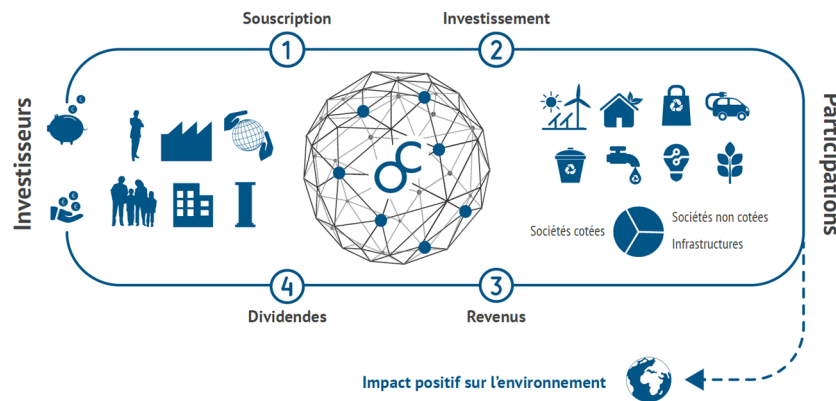 Souscription
Investissement
1
2
Investisseurs
€
€
€
€
€
OC
Participations
Sociétés cotées
Sociétés non cotées
Infrastructures
4
3
Dividendes
Revenus
Impact positif sur l'environnement